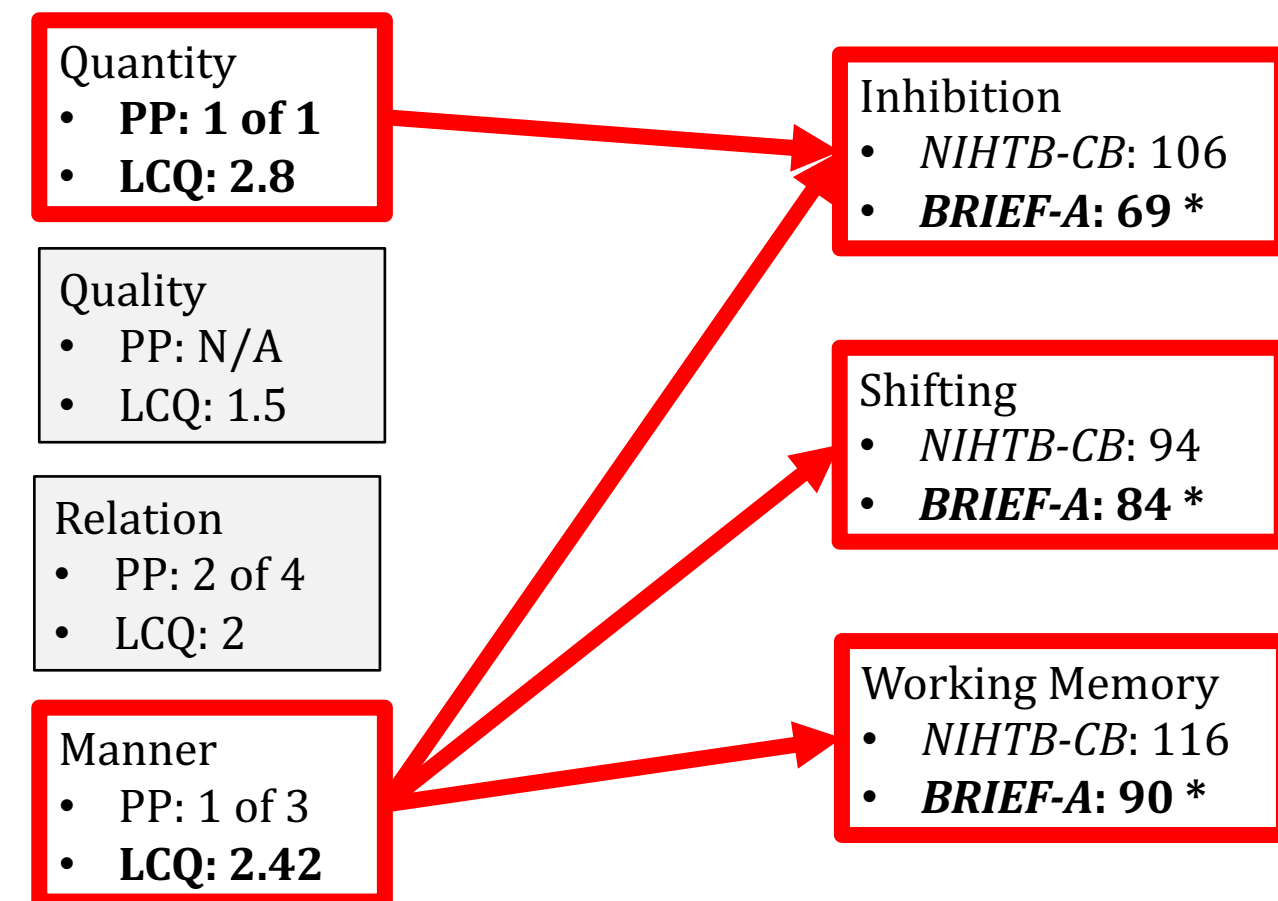 Quantity
• PP: 1 of 1
• LCQ: 2.8
Quality
• PP: N/A
• LCQ: 1.5
Relation
• PP: 2 of 4
• LCQ: 2
Manner
• PP: 1 of 3
• LCQ: 2.42
Inhibition
• NIHTB-CB: 106
• BRIEF-A: 69 *
Shifting
• NIHTB-CB: 94
• BRIEF-A: 84 *
Working Memory
• NIHTB-CB: 116
• BRIEF-A: 90 *